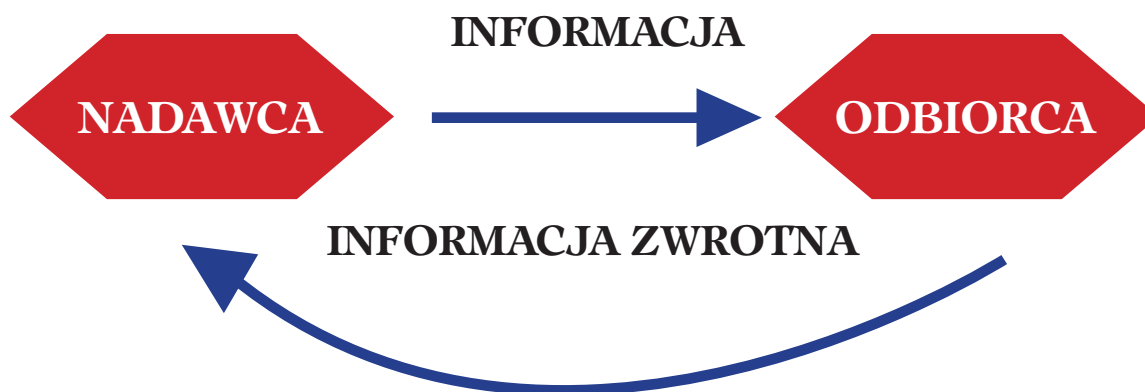 INFORMACJA
NADAWCA
ODBIORCA
INFORMACJA ZWROTNA